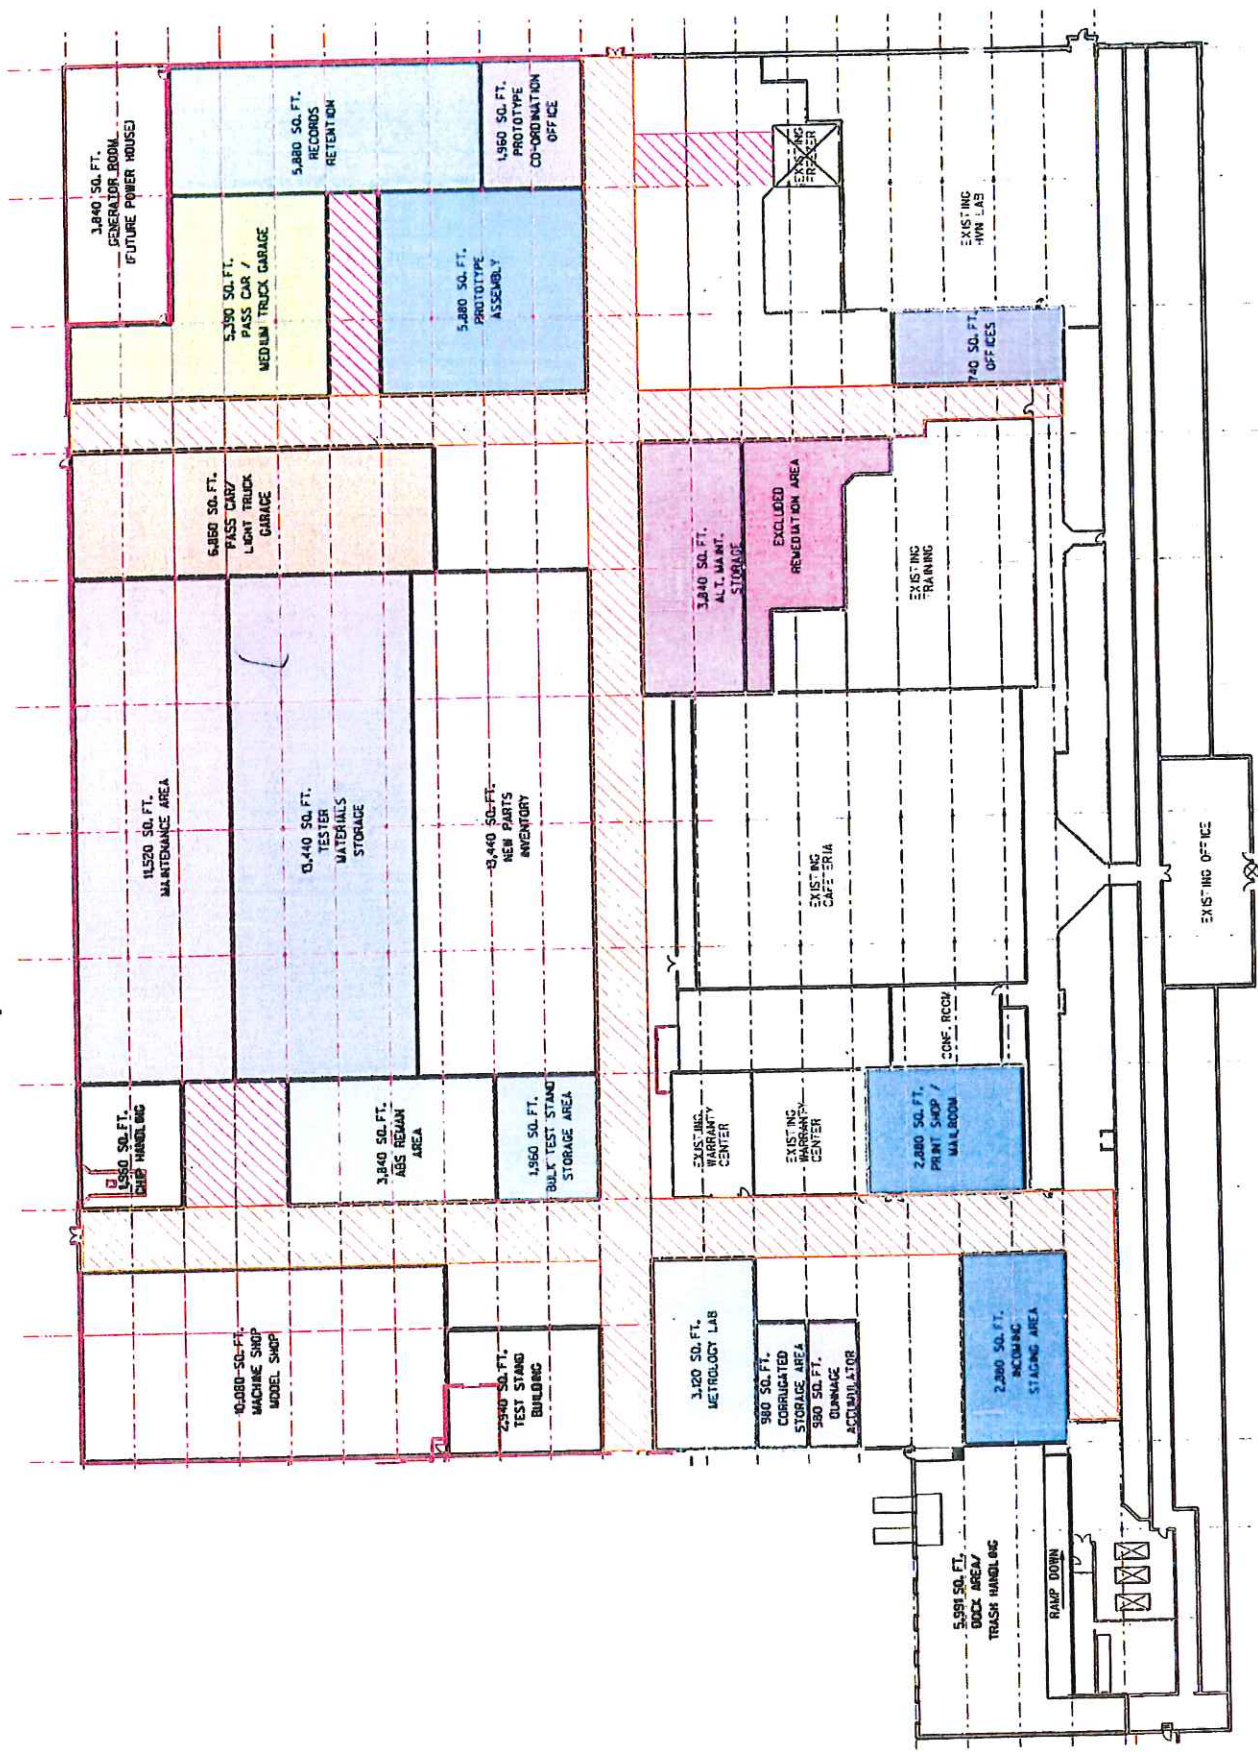 10,080 SQ. FT.
MACHINE SHOP
MODEL SHOP
2,940 SQ. FT.
TEST STAND
BUILDING
1,960 SQ. FT.
CHIP HANDLING
3,840 SQ. FT.
ABS REMAN
AREA
1,960 SQ. FT.
BULK TEST STAND
STORAGE AREA
11,520 SQ. FT.
MAINTENANCE AREA
13,440 SQ. FT.
TESTER
MATERIALS
STORAGE
13,440 SQ. FT.
NEW PARTS
INVENTORY
6,860 SQ. FT.
PASS CAR/
LIGHT TRUCK
GARAGE
3,840 SQ. FT.
GENERATOR ROOM
(FUTURE POWER HOUSE)
5,390 SQ. FT.
PASS CAR /
MEDIUM TRUCK GARAGE
5,880 SQ. FT.
RECORDS
RETENTION
5,880 SQ. FT.
PROTOTYPE
ASSEMBLY
1,960 SQ. FT.
PROTOTYPE
CO-ORDINATION
OFFICE
3,120 SQ. FT.
METROLOGY LAB
980 SQ. FT.
CORRUGATED
STORAGE AREA
980 SQ. FT.
DUNNAGE
ACCUMULATOR
2,880 SQ. FT.
INCOMING
STAGING AREA
5,991 SQ. FT.
DOCK AREA/
TRASH HANDLING
RAMP DOWN
EXISTING
WARRANTY
CENTER
EXISTING
WARRANTY
CENTER
2,880 SQ. FT.
PRINT SHOP /
MAILROOM
CONF. ROOM
EXISTING
CAFETERIA
3,840 SQ. FT.
ALT. MAINT.
STORAGE
EXCLUDED
REMEDIATION AREA
EXISTING
TRAINING
740 SQ. FT.
OFFICES
EXISTING
FREEZER
EXISTING
HVN LAB
EXISTING OFFICE